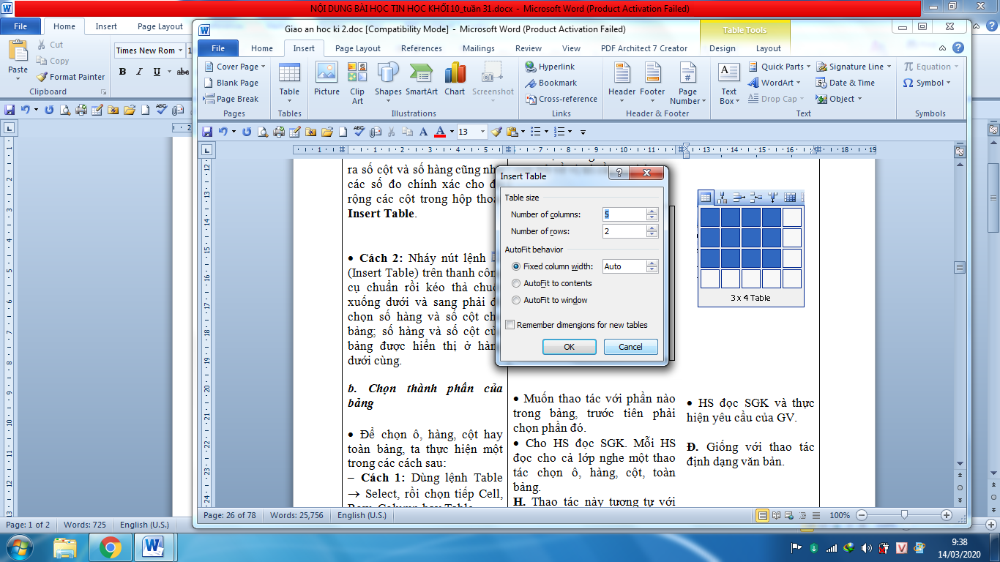 NỘI DUNG BÀI HỌC TIN HỌC KHỐI 10_tuần 31.docx - Microsoft Word (Product Activation Failed)
File Home Insert Page Layout
Paste
Cut
Copy
Format Painter
Clipboard
Times New Rom
B I U abc
Giao an hoc ki 2.doc [Compatibility Mode] - Microsoft Word (Product Activation Failed)
Table Tools
File Home Insert Page Layout References Mailings Review View PDF Architect 7 Creator Design Layout
Cover Page
Blank Page
Page Break
Pages
Table
Tables
Picture
Clip Art
Shapes
SmartArt
Chart
Screenshot
Illustrations
Hyperlink
Bookmark
Cross-reference
Links
Header
Footer
Page Number
Header & Footer
Text Box
Quick Parts
WordArt
Drop Cap
Signature Line
Date & Time
Object
Text
Equation
Symbol
Symbols
13
ra số cột và số hàng cũng
các số đo chính xác cho
rộng các cột trong hộp
Insert Table.
• Cách 2: Nháy nút lệnh
(Insert Table) trên thanh
cụ chuẩn rồi kéo thả
xuống dưới và sang phải
chọn số hàng và số cột
bảng; số hàng và số cột
bảng được hiển thị ở
dưới cùng.
b. Chọn thành phần của
bảng
• Để chọn ô, hàng, cột hay
toàn bảng, ta thực hiện một
trong các cách sau:
– Cách 1: Dùng lệnh Table
→ Select, rồi chọn tiếp Cell,
Insert Table
Table size
Number of columns: 5
Number of rows: 2
AutoFit behavior
Fixed column width: Auto
AutoFit to contents
AutoFit to window
Remember dimensions for new tables
OK Cancel
• Muốn thao tác với phần nào
trong bảng, trước tiên phải
chọn phần đó.
• Cho HS đọc SGK. Mỗi HS
đọc cho cả lớp nghe một thao
tác chọn ô, hàng, cột, toàn
bảng.
H. Thao tác này tương tự với
3 x 4 Table
• HS đọc SGK và thực
hiện yêu cầu của GV.
Đ. Giống với thao tác
định dạng văn bản.
Page: 26 of 78 Words: 25,756 English (U.S.) 100%
Page: 1 of 2 Words: 725 English (U.S.)
9:38
14/03/2020